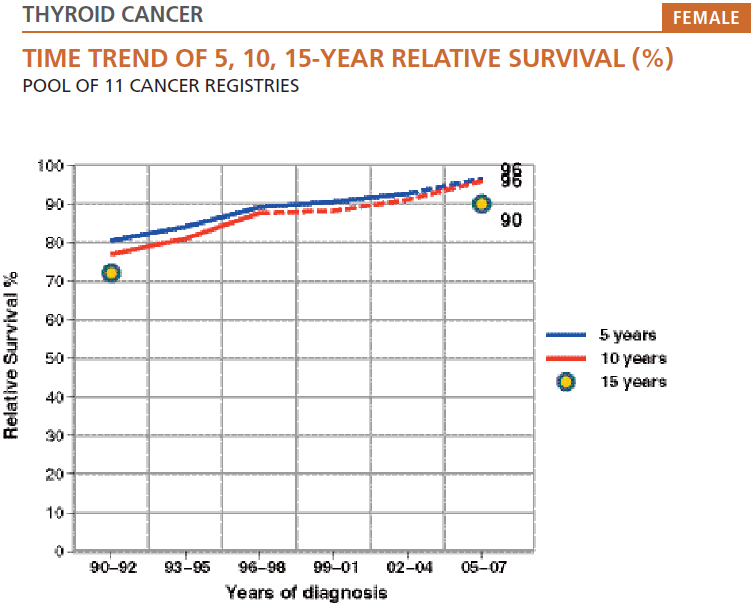 THYROID CANCER
FEMALE
TIME TREND OF 5, 10, 15-YEAR RELATIVE SURVIVAL (%)
POOL OF 11 CANCER REGISTRIES
100
90
80
70
60
50
40
30
20
10
0
Relative Survival %
96
96
90
90-92 93-95 96-98 99-01 02-04 05-07
Years of diagnosis
5 years
10 years
15 years